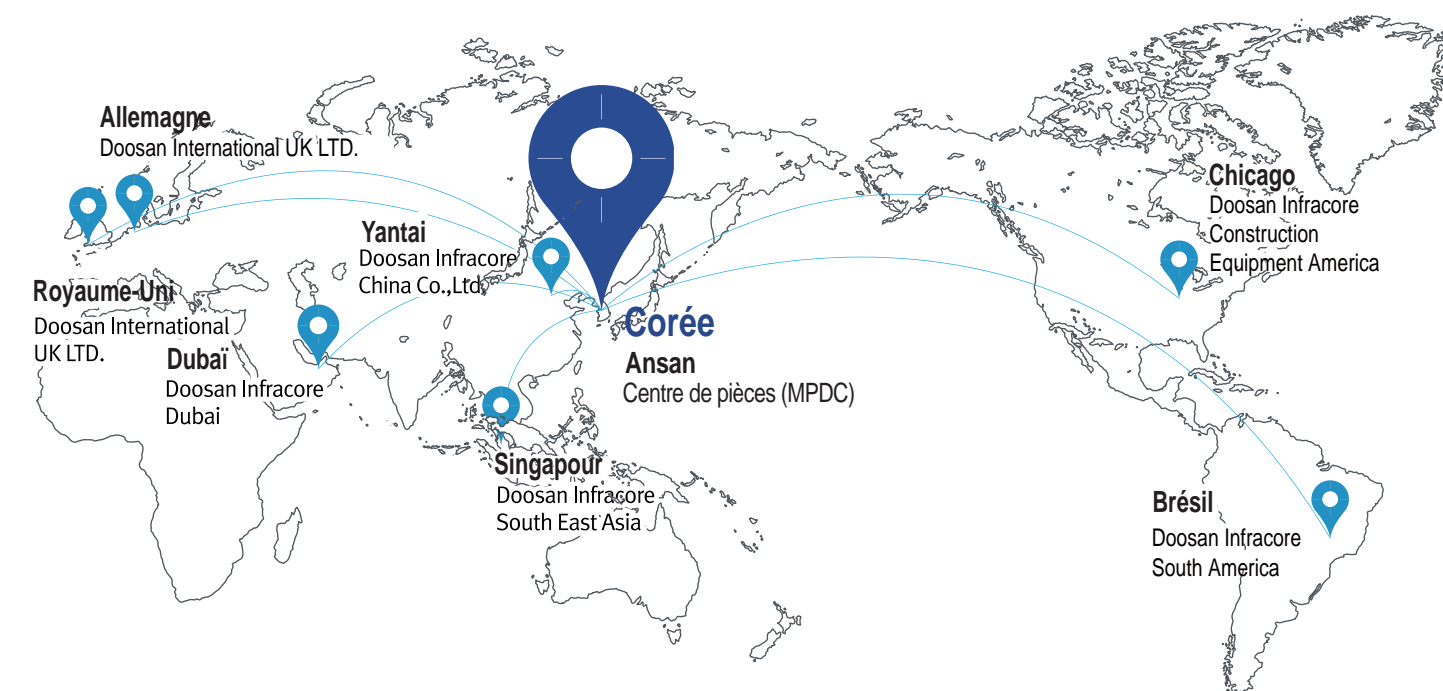 Allemagne
Doosan International UK LTD.
Royaume-Uni
Doosan International
UK LTD.
Dubaï
Doosan Infracore
Dubai
Yantai
Doosan Infracore
China Co.,Ltd.
Corée
Ansan
Centre de pièces (MPDC)
Singapour
Doosan Infracore
South East Asia
Chicago
Doosan Infracore
Construction
Equipment America
Brésil
Doosan Infracore
South America